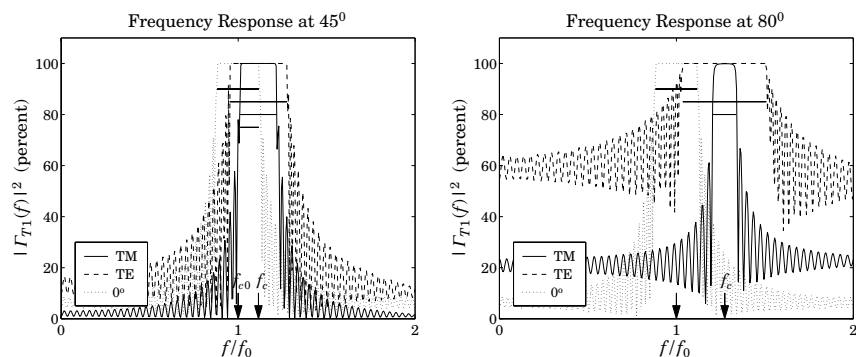 Frequency Response at 45⁰
100
80
60
40
20
0
0
1
2
| Γ_T1(f) |² (percent)
TM
TE
0º
f_c0
f_c
f/f_0
Frequency Response at 80⁰
100
80
60
40
20
0
0
1
2
| Γ_T1(f) |² (percent)
TM
TE
0º
f_c
f/f_0